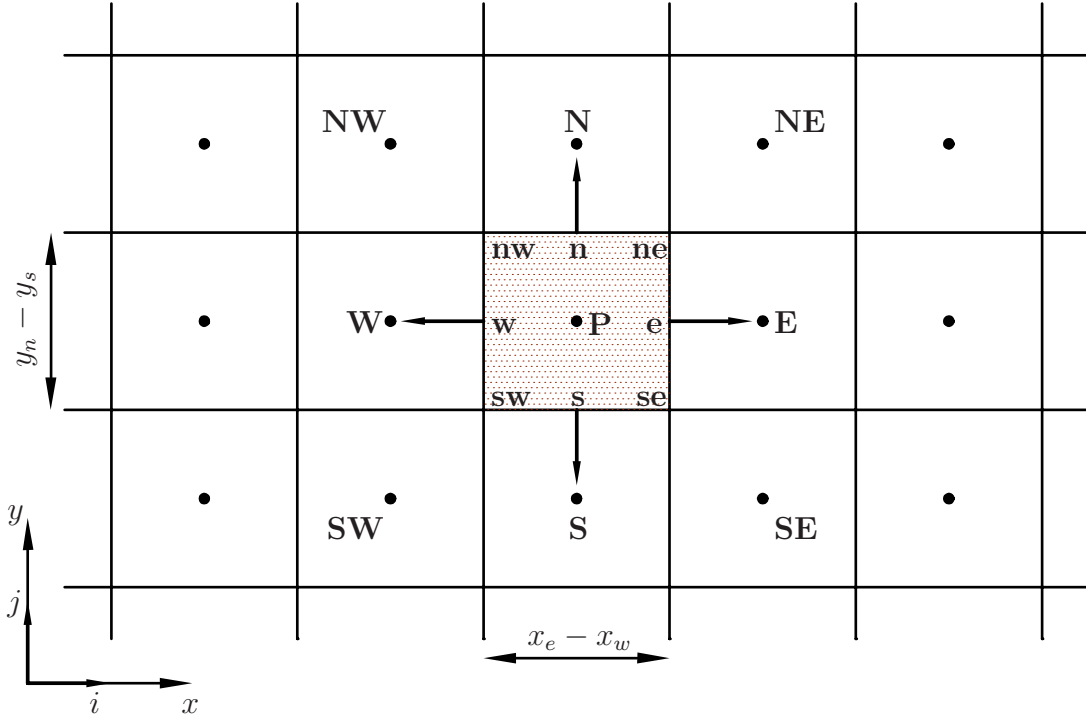 NW N NE
nw n ne
y_n − y_s
W w P e E
sw s se
SW S SE
y
j
x_e − x_w
i x